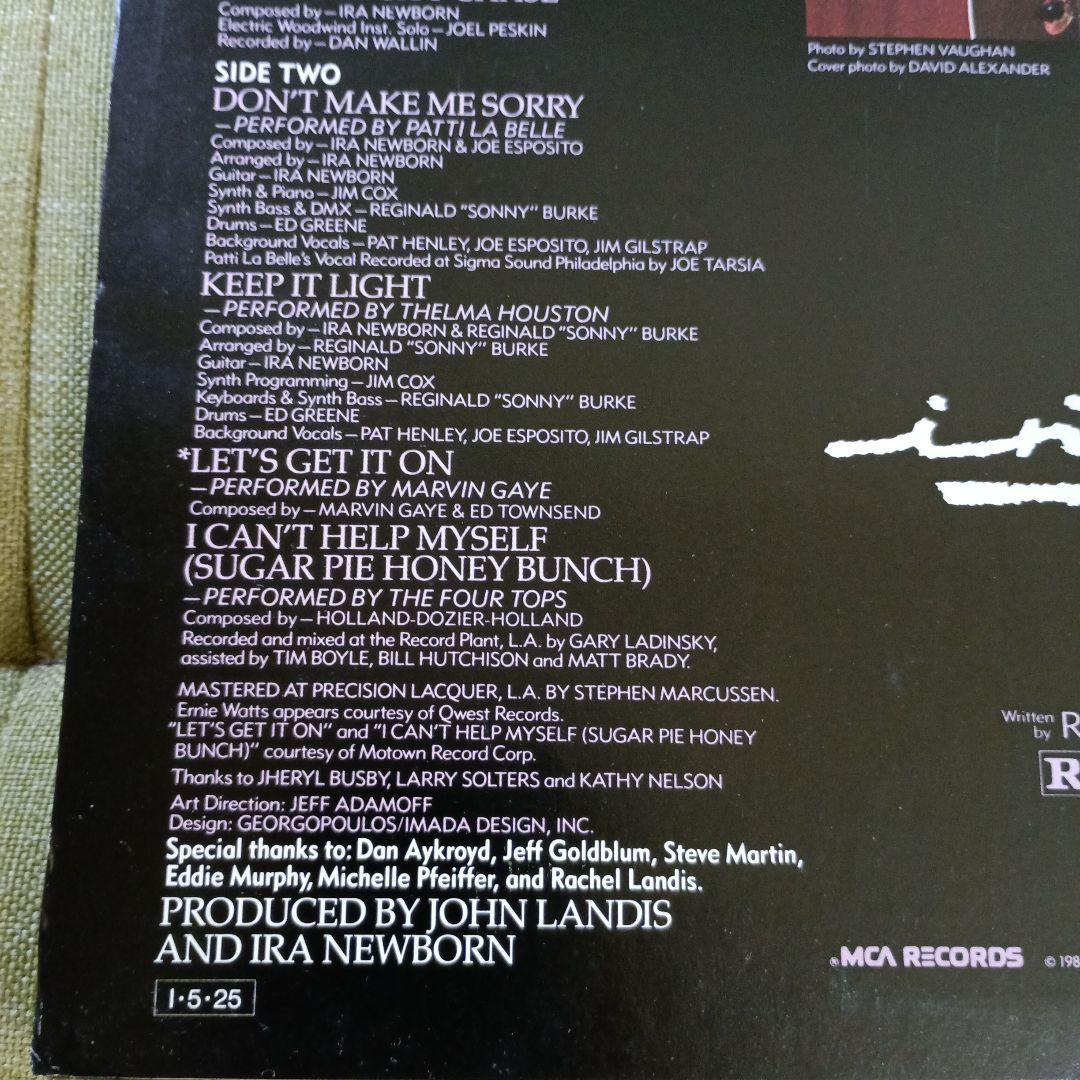 Composed by—IRA NEWBORN
Electric Woodwind Inst. Solo—JOEL PESKIN
Recorded by—DAN WALLIN
Photo by STEPHEN VAUGHAN
Cover photo by DAVID ALEXANDER
SIDE TWO
DON'T MAKE ME SORRY
—PERFORMED BY PATTI LA BELLE
Composed by—IRA NEWBORN & JOE ESPOSITO
Arranged by—IRA NEWBORN
Guitar—IRA NEWBORN
Synth & Piano—JIM COX
Synth Bass & DMX—REGINALD "SONNY" BURKE
Drums—ED GREENE
Background Vocals—PAT HENLEY, JOE ESPOSITO, JIM GILSTRAP
Patti La Belle's Vocal Recorded at Sigma Sound Philadelphia by JOE TARSIA
KEEP IT LIGHT
—PERFORMED BY THELMA HOUSTON
Composed by—IRA NEWBORN & REGINALD "SONNY" BURKE
Arranged by—REGINALD "SONNY" BURKE
Guitar—IRA NEWBORN
Synth Programming—JIM COX
Keyboards & Synth Bass—REGINALD "SONNY" BURKE
Drums—ED GREENE
Background Vocals—PAT HENLEY, JOE ESPOSITO, JIM GILSTRAP
*LET'S GET IT ON
—PERFORMED BY MARVIN GAYE
Composed by—MARVIN GAYE & ED TOWNSEND
I CAN'T HELP MYSELF
(SUGAR PIE HONEY BUNCH)
—PERFORMED BY THE FOUR TOPS
Composed by—HOLLAND-DOZIER-HOLLAND
Recorded and mixed at the Record Plant, L.A. by GARY LADINSKY,
assisted by TIM BOYLE, BILL HUTCHISON and MATT BRADY.
MASTERED AT PRECISION LACQUER, L.A. BY STEPHEN MARCUSSEN.
Ernie Watts appears courtesy of Qwest Records.
"LET'S GET IT ON" and "I CAN'T HELP MYSELF (SUGAR PIE HONEY
BUNCH)" courtesy of Motown Record Corp.
Thanks to JHERYL BUSBY, LARRY SOLTERS and KATHY NELSON
Art Direction: JEFF ADAMOFF
Design: GEORGOPOULOS/IMADA DESIGN, INC.
Special thanks to: Dan Aykroyd, Jeff Goldblum, Steve Martin,
Eddie Murphy, Michelle Pfeiffer, and Rachel Landis.
PRODUCED BY JOHN LANDIS
AND IRA NEWBORN
1·5·25
Written
by R
R
MCA RECORDS
© 198